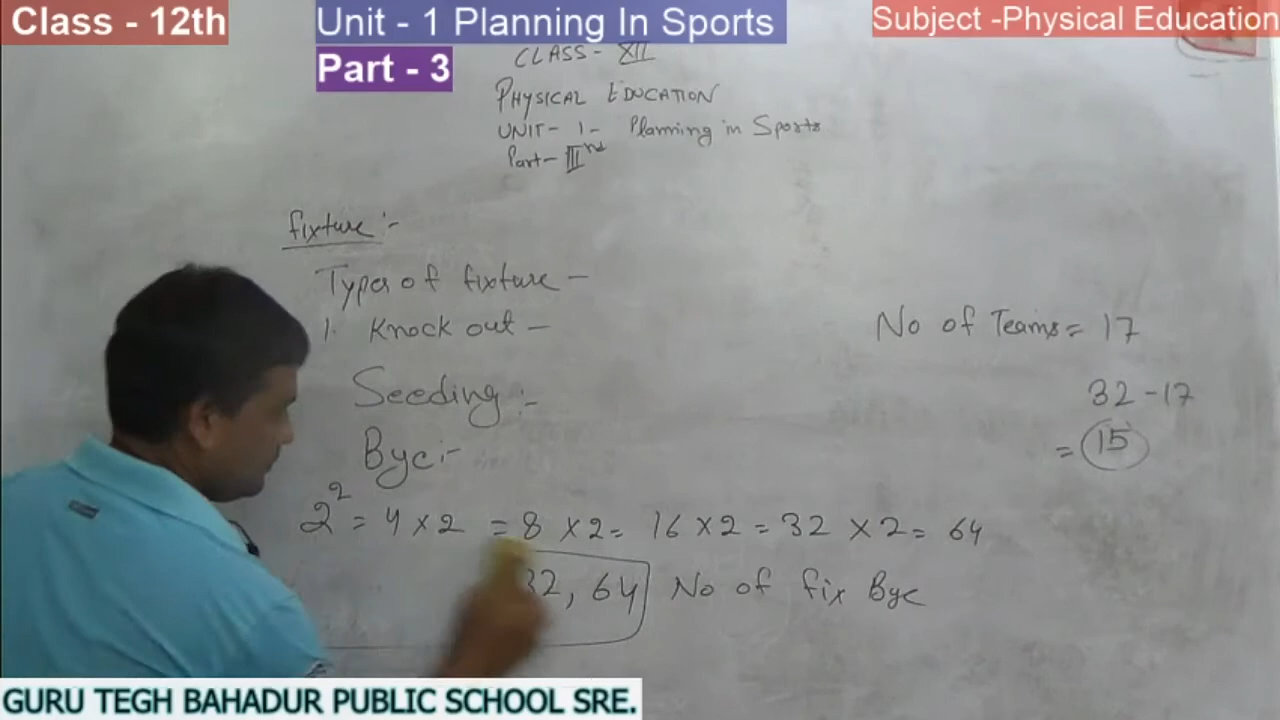 Class - 12th
Unit - 1 Planning In Sports
Subject -Physical Education
Part - 3
CLASS- XII
PHYSICAL EDUCATION
UNIT- 1- Planning in Sports
Part- IIIrd
fixture :-
Types of fixture -
1. Knock out -
No of Teams = 17
Seeding :-
32 - 17
= 15
Bye :-
2² = 4 × 2 = 8 × 2 = 16 × 2 = 32 × 2 = 64
32, 64 No of fix Bye
GURU TEGH BAHADUR PUBLIC SCHOOL SRE.